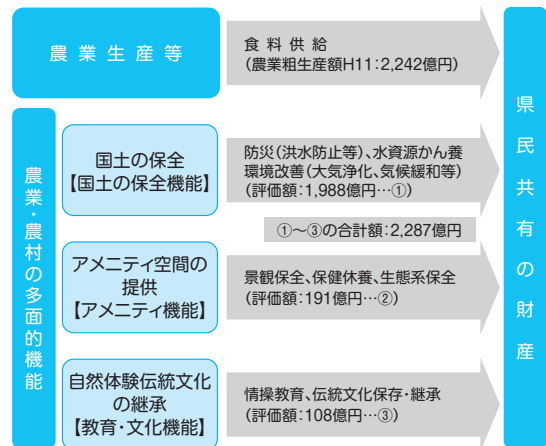 農業生産等
食料供給
(農業粗生産額H11:2,242億円)
農業・農村の多面的機能
国土の保全
【国土の保全機能】
防災(洪水防止等)、水資源かん養
環境改善(大気浄化、気候緩和等)
(評価額:1,988億円…①)
①〜③の合計額:2,287億円
アメニティ空間の
提供
【アメニティ機能】
景観保全、保健休養、生態系保全
(評価額:191億円…②)
自然体験伝統文化
の継承
【教育・文化機能】
情操教育、伝統文化保存・継承
(評価額:108億円…③)
県民共有の財産